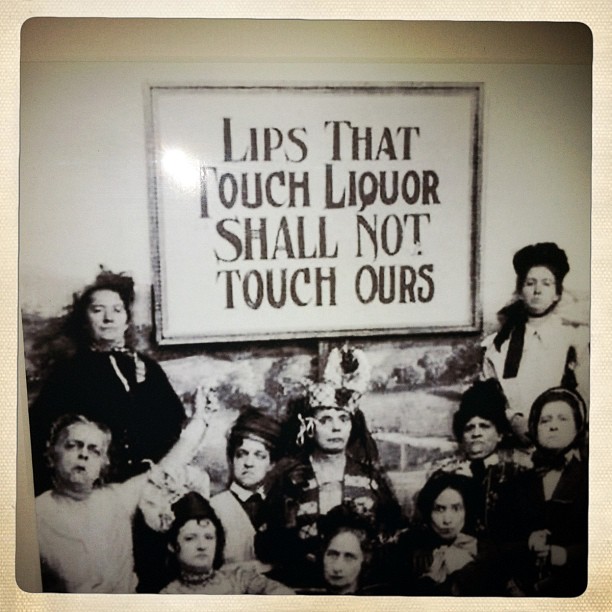 LIPS THAT
TOUCH LIQUOR
SHALL NOT
TOUCH OURS